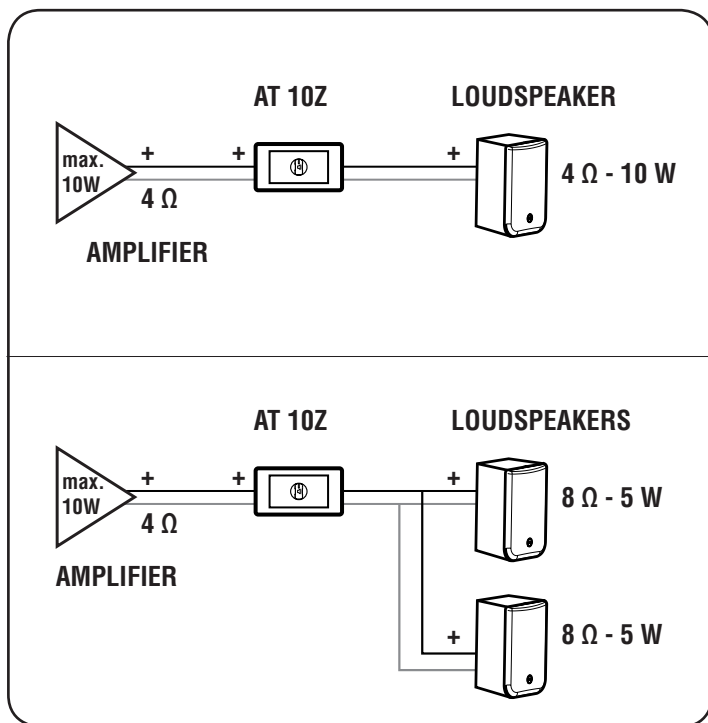 AT 10Z LOUDSPEAKER
+ + +
max.
10W
4 Ω - 10 W
4 Ω
AMPLIFIER
AT 10Z LOUDSPEAKERS
+ + +
max.
10W
8 Ω - 5 W
4 Ω
AMPLIFIER
+
8 Ω - 5 W